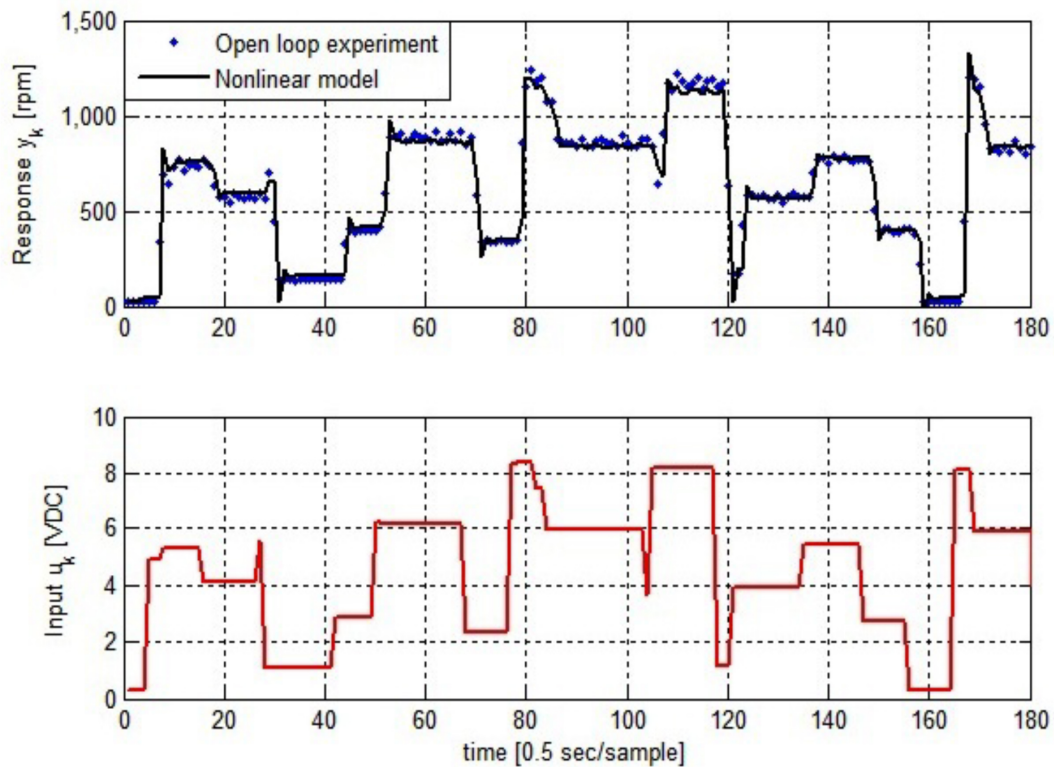 1,500
1,000
500
0
Response y_k [rpm]
Open loop experiment
Nonlinear model
0 20 40 60 80 100 120 140 160 180
10
8
6
4
2
0
Input u_k [VDC]
0 20 40 60 80 100 120 140 160 180
time [0.5 sec/sample]